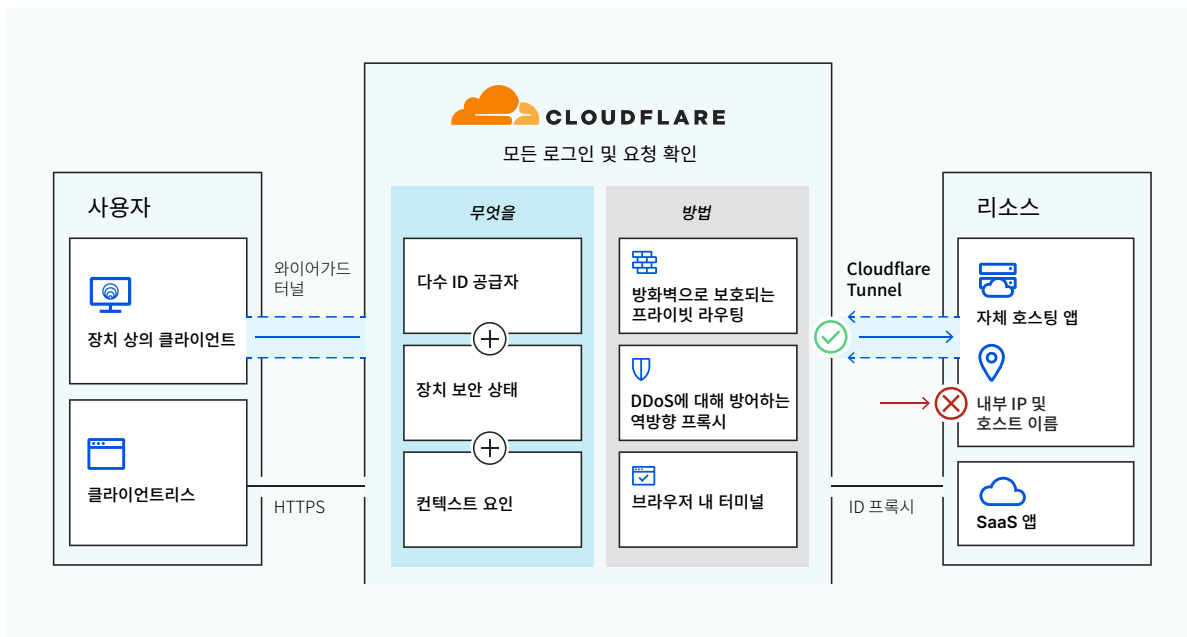 CLOUDFLARE
모든 로그인 및 요청 확인
사용자
장치 상의 클라이언트
클라이언트리스
와이어가드
터널
HTTPS
무엇을
다수 ID 공급자
장치 보안 상태
컨텍스트 요인
방법
방화벽으로 보호되는
프라이빗 라우팅
DDoS에 대해 방어하는
역방향 프록시
브라우저 내 터미널
Cloudflare
Tunnel
ID 프록시
리소스
자체 호스팅 앱
내부 IP 및
호스트 이름
SaaS 앱